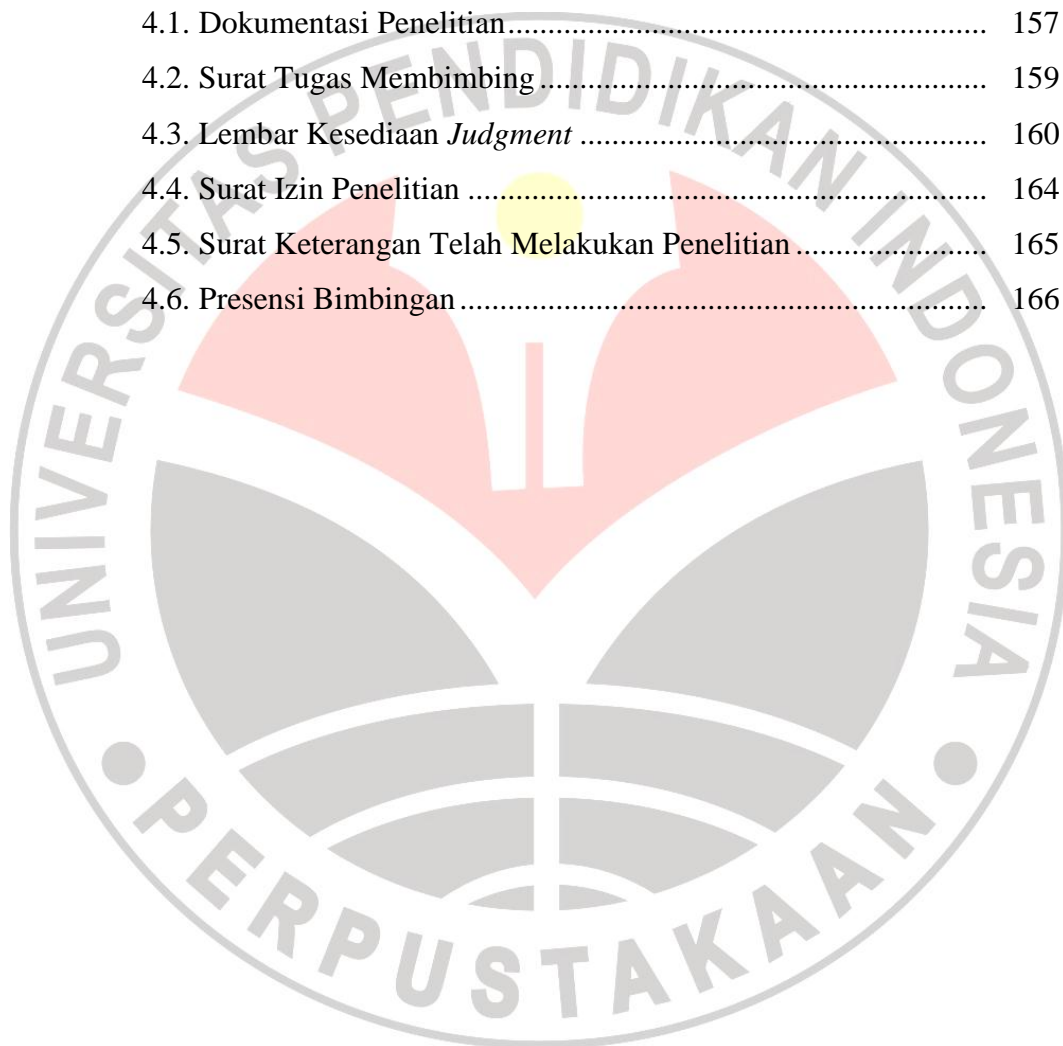 4.1. Dokumentasi Penelitian............................................................ 157
4.2. Surat Tugas Membimbing........................................................ 159
4.3. Lembar Kesediaan Judgment................................................... 160
4.4. Surat Izin Penelitian................................................................. 164
4.5. Surat Keterangan Telah Melakukan Penelitian........................ 165
4.6. Presensi Bimbingan.................................................................. 166
UNIVERSITAS PENDIDIKAN INDONESIA
PERPUSTAKAAN